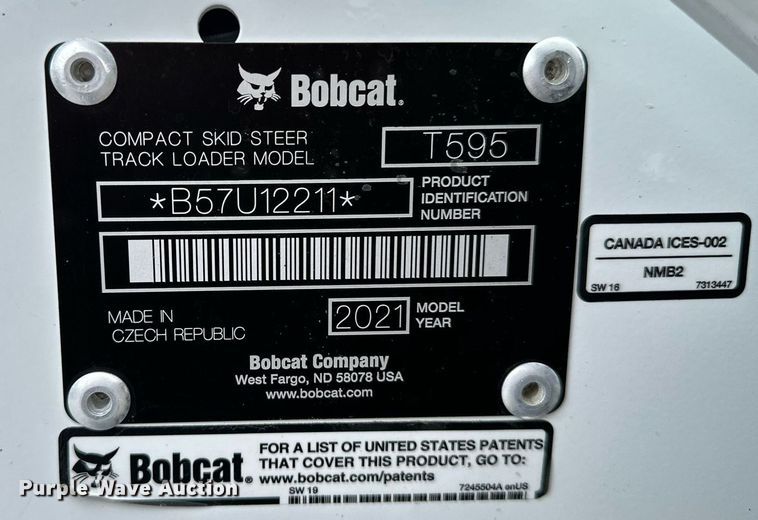 Bobcat.
COMPACT SKID STEER
TRACK LOADER MODEL
T595
*B57U12211*
PRODUCT
IDENTIFICATION
NUMBER
MADE IN
CZECH REPUBLIC
2021
MODEL
YEAR
Bobcat Company
West Fargo, ND 58078 USA
www.bobcat.com
CANADA ICES-002
NMB2
SW 16
7313447
Bobcat.
FOR A LIST OF UNITED STATES PATENTS
THAT COVER THIS PRODUCT, GO TO:
www.bobcat.com/patents
SW 19
7245504A enUS
Purple Wave Auction